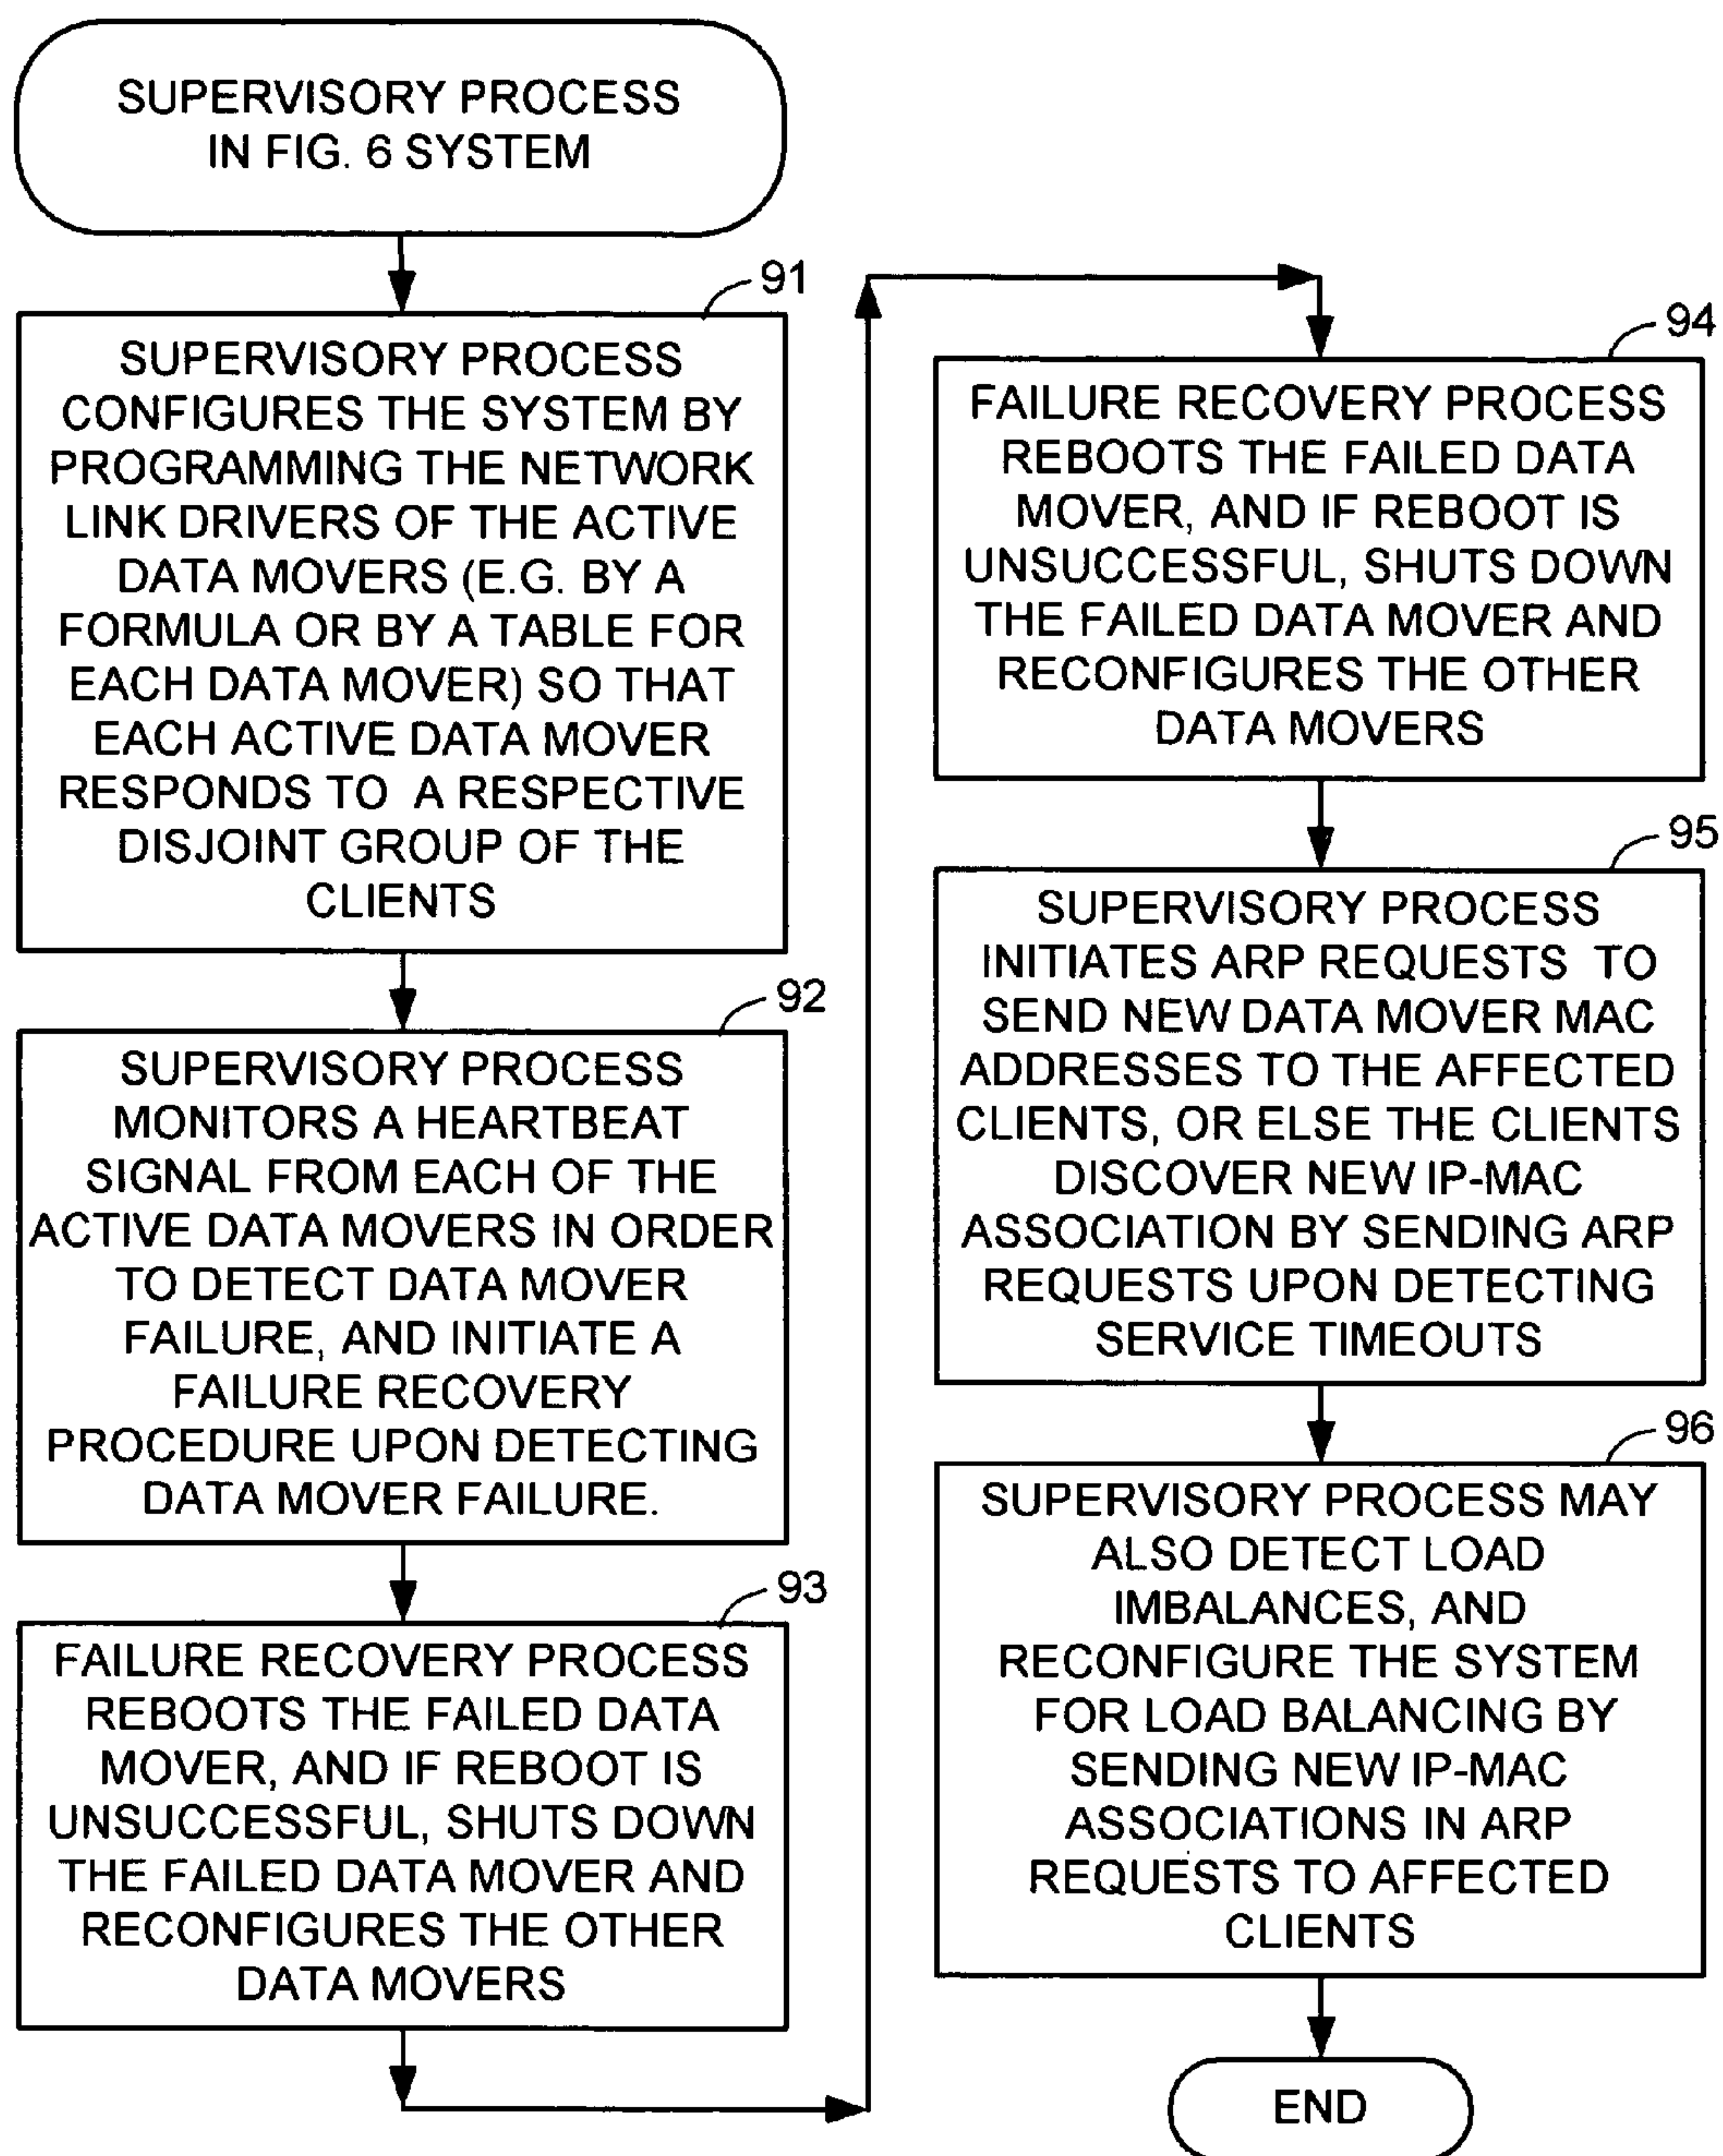 SUPERVISORY PROCESS
IN FIG. 6 SYSTEM
91
SUPERVISORY PROCESS
CONFIGURES THE SYSTEM BY
PROGRAMMING THE NETWORK
LINK DRIVERS OF THE ACTIVE
DATA MOVERS (E.G. BY A
FORMULA OR BY A TABLE FOR
EACH DATA MOVER) SO THAT
EACH ACTIVE DATA MOVER
RESPONDS TO A RESPECTIVE
DISJOINT GROUP OF THE
CLIENTS
92
SUPERVISORY PROCESS
MONITORS A HEARTBEAT
SIGNAL FROM EACH OF THE
ACTIVE DATA MOVERS IN ORDER
TO DETECT DATA MOVER
FAILURE, AND INITIATE A
FAILURE RECOVERY
PROCEDURE UPON DETECTING
DATA MOVER FAILURE.
93
FAILURE RECOVERY PROCESS
REBOOTS THE FAILED DATA
MOVER, AND IF REBOOT IS
UNSUCCESSFUL, SHUTS DOWN
THE FAILED DATA MOVER AND
RECONFIGURES THE OTHER
DATA MOVERS
94
FAILURE RECOVERY PROCESS
REBOOTS THE FAILED DATA
MOVER, AND IF REBOOT IS
UNSUCCESSFUL, SHUTS DOWN
THE FAILED DATA MOVER AND
RECONFIGURES THE OTHER
DATA MOVERS
95
SUPERVISORY PROCESS
INITIATES ARP REQUESTS TO
SEND NEW DATA MOVER MAC
ADDRESSES TO THE AFFECTED
CLIENTS, OR ELSE THE CLIENTS
DISCOVER NEW IP-MAC
ASSOCIATION BY SENDING ARP
REQUESTS UPON DETECTING
SERVICE TIMEOUTS
96
SUPERVISORY PROCESS MAY
ALSO DETECT LOAD
IMBALANCES, AND
RECONFIGURE THE SYSTEM
FOR LOAD BALANCING BY
SENDING NEW IP-MAC
ASSOCIATIONS IN ARP
REQUESTS TO AFFECTED
CLIENTS
END